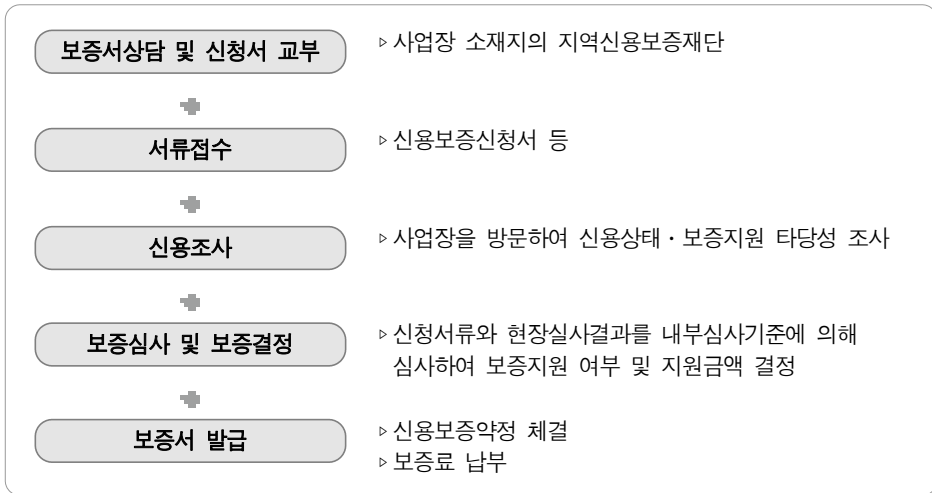 보증서상담 및 신청서 교부
▹사업장 소재지의 지역신용보증재단
서류접수
▹신용보증신청서 등
신용조사
▹사업장을 방문하여 신용상태·보증지원 타당성 조사
보증심사 및 보증결정
▹신청서류와 현장실사결과를 내부심사기준에 의해
심사하여 보증지원 여부 및 지원금액 결정
보증서 발급
▹신용보증약정 체결
▹보증료 납부